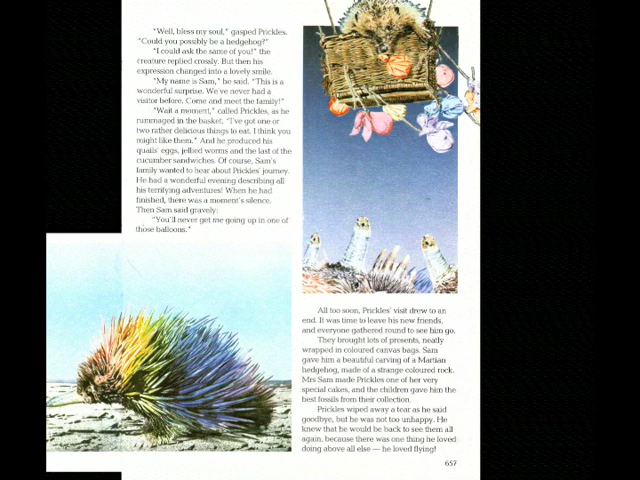 "Well, bless my soul," gasped Prickles.
"Could you possibly be a hedgehog?"
"I could ask the same of you!" the
creature replied crossly. But then his
expression changed into a lovely smile.
"My name is Sam," he said. "This is a
wonderful surprise. We've never had a
visitor before. Come and meet the family!"
"Wait a moment," called Prickles, as he
rummaged in the basket. "I've got one or
two rather delicious things to eat. I think you
might like them." And he produced his
quails' eggs, jellied worms and the last of the
cucumber sandwiches. Of course, Sam's
family wanted to hear about Prickles' journey.
He had a wonderful evening describing all
his terrifying adventures! When he had
finished, there was a moment's silence.
Then Sam said gravely:
"You'll never get me going up in one of
those balloons."
All too soon, Prickles' visit drew to an
end. It was time to leave his new friends,
and everyone gathered round to see him go.
They brought lots of presents, neatly
wrapped in coloured canvas bags. Sam
gave him a beautiful carving of a Martian
hedgehog, made of a strange coloured rock.
Mrs Sam made Prickles one of her very
special cakes, and the children gave him the
best fossils from their collection.
Prickles wiped away a tear as he said
goodbye, but he was not too unhappy. He
knew that he would be back to see them all
again, because there was one thing he loved
doing above all else — he loved flying!
657